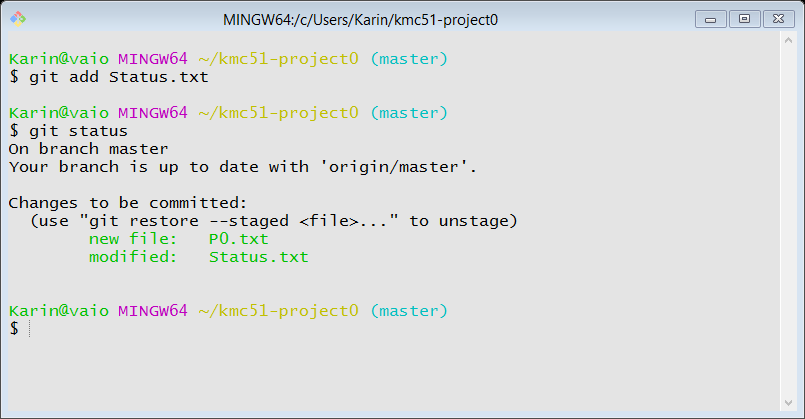 MINGW64:/c/Users/Karin/kmc51-project0
Karin@vaio MINGW64 ~/kmc51-project0 (master)
$ git add Status.txt
Karin@vaio MINGW64 ~/kmc51-project0 (master)
$ git status
On branch master
Your branch is up to date with 'origin/master'.
Changes to be committed:
  (use "git restore --staged <file>..." to unstage)
        new file:   P0.txt
        modified:   Status.txt
Karin@vaio MINGW64 ~/kmc51-project0 (master)
$